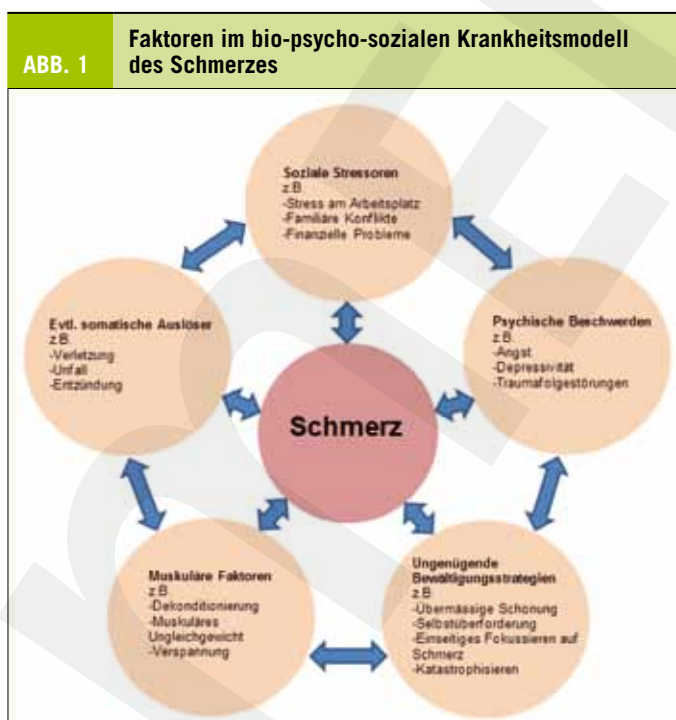 ABB. 1
Faktoren im bio-psycho-sozialen Krankheitsmodell
des Schmerzes
Soziale Stressoren
z.B.
-Stress am Arbeitsplatz
-Familiäre Konflikte
-Finanzielle Probleme
Evtl. somatische Auslöser
z.B.
-Verletzung
-Unfall
-Entzündung
Psychische Beschwerden
z.B.
-Angst
-Depressivität
-Traumafolgestörungen
Schmerz
Muskuläre Faktoren
z.B.
-Dekonditionierung
-Muskuläres
Ungleichgewicht
-Verspannung
Ungenügende
Bewältigungsstrategien
z.B.
-Übermässige Schonung
-Selbstüberforderung
-Einseitiges Fokussieren auf
Schmerz
-Katastrophisieren